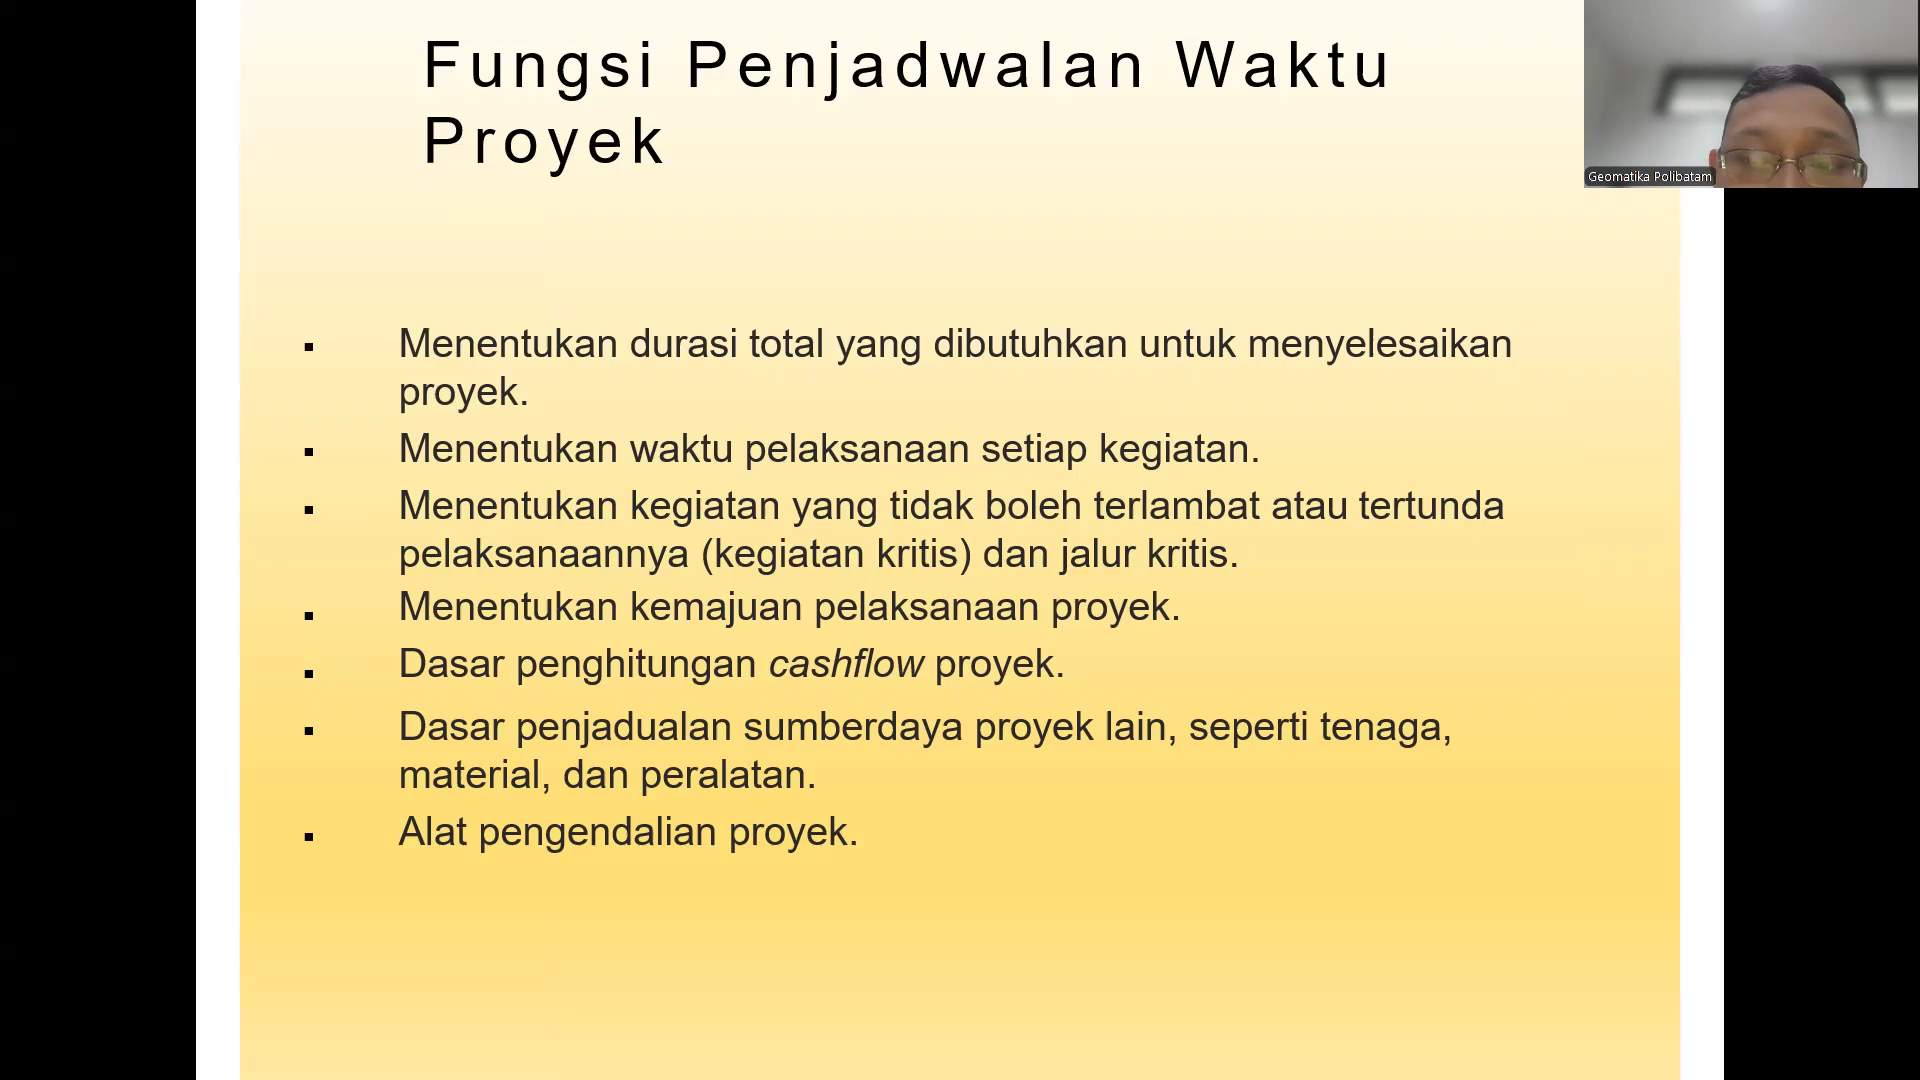 Fungsi Penjadwalan Waktu
Proyek
Geomatika Polibatam
▪ Menentukan durasi total yang dibutuhkan untuk menyelesaikan
proyek.
▪ Menentukan waktu pelaksanaan setiap kegiatan.
▪ Menentukan kegiatan yang tidak boleh terlambat atau tertunda
pelaksanaannya (kegiatan kritis) dan jalur kritis.
▪ Menentukan kemajuan pelaksanaan proyek.
▪ Dasar penghitungan cashflow proyek.
▪ Dasar penjadualan sumberdaya proyek lain, seperti tenaga,
material, dan peralatan.
▪ Alat pengendalian proyek.